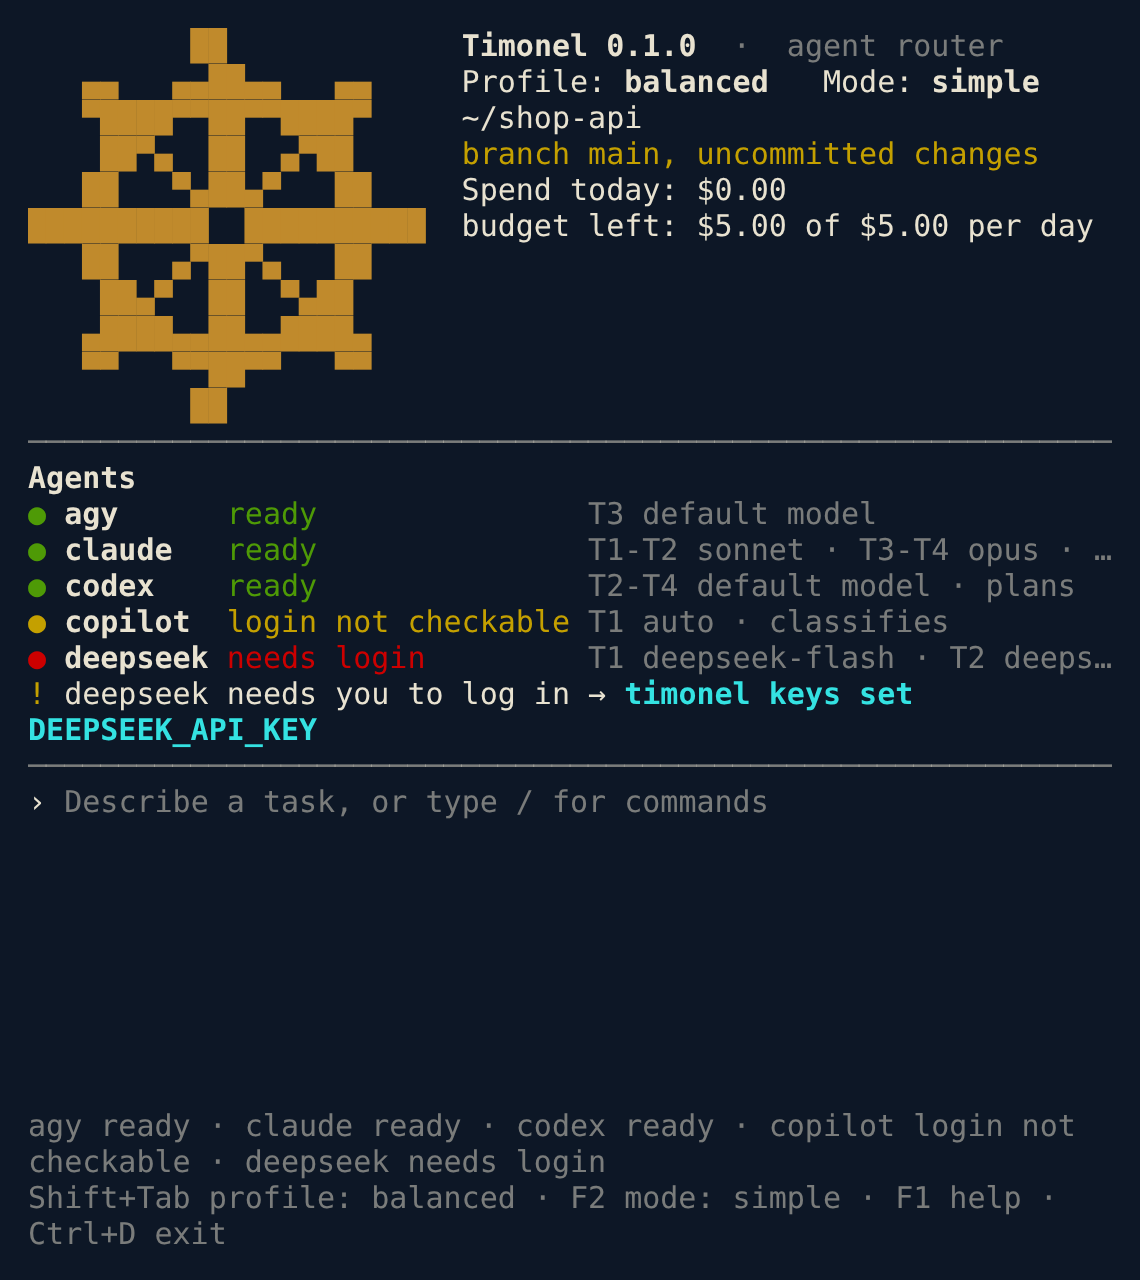 Timonel 0.1.0 · agent router
Profile: balanced Mode: simple
~/shop-api
branch main, uncommitted changes
Spend today: $0.00
budget left: $5.00 of $5.00 per day
Agents
● agy ready T3 default model
● claude ready T1-T2 sonnet · T3-T4 opus · …
● codex ready T2-T4 default model · plans
● copilot login not checkable T1 auto · classifies
● deepseek needs login T1 deepseek-flash · T2 deeps…
! deepseek needs you to log in → timonel keys set
DEEPSEEK_API_KEY
› Describe a task, or type / for commands
agy ready · claude ready · codex ready · copilot login not
checkable · deepseek needs login
Shift+Tab profile: balanced · F2 mode: simple · F1 help ·
Ctrl+D exit